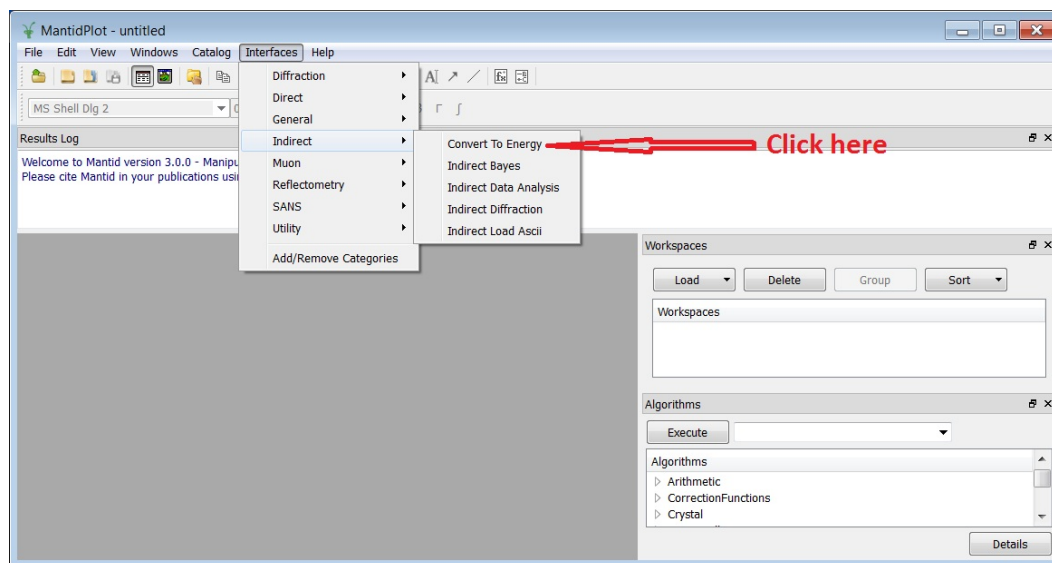 MantidPlot - untitled
File Edit View Windows Catalog Interfaces Help
MS Shell Dlg 2
Results Log
Welcome to Mantid version 3.0.0 - Manipu
Please cite Mantid in your publications usi
Diffraction
Direct
General
Indirect
Muon
Reflectometry
SANS
Utility
Add/Remove Categories
Convert To Energy
Indirect Bayes
Indirect Data Analysis
Indirect Diffraction
Indirect Load Ascii
Click here
Workspaces
Load Delete Group Sort
Workspaces
Algorithms
Execute
Algorithms
Arithmetic
CorrectionFunctions
Crystal
Details